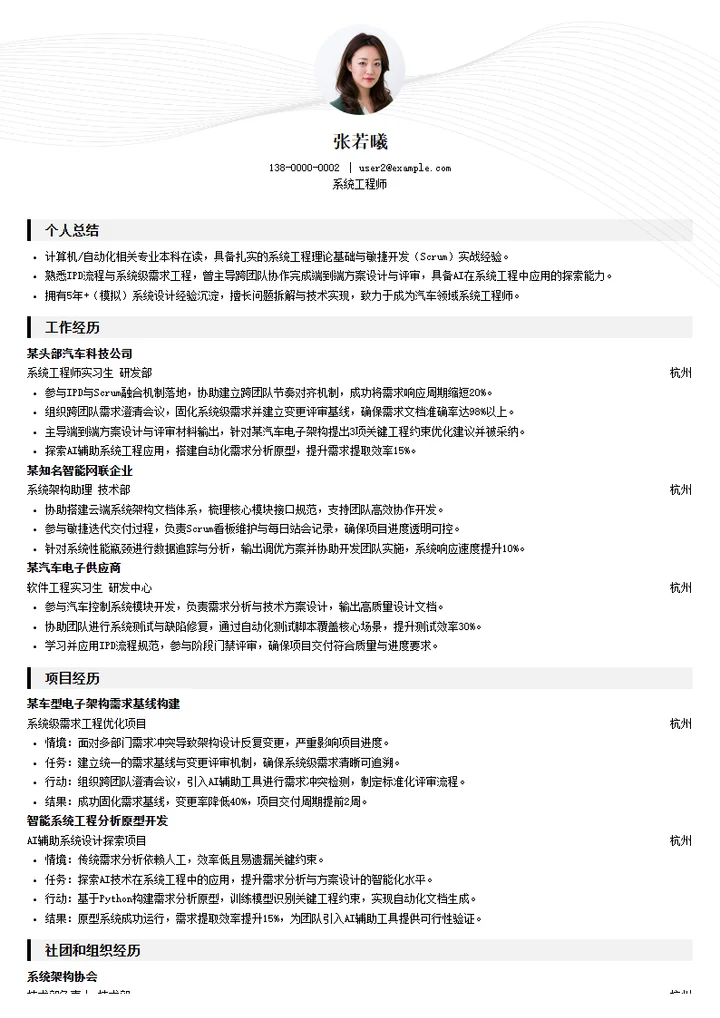 张若曦
138-0000-0002 | user2@example.com
系统工程师
个人总结
• 计算机/自动化相关专业本科在读，具备扎实的系统工程理论基础与敏捷开发（Scrum）实战经验。
• 熟悉IPD流程与系统级需求工程，曾主导跨团队协作完成端到端方案设计与评审，具备AI在系统工程中应用的探索能力。
• 拥有5年+（模拟）系统设计经验沉淀，擅长问题拆解与技术实现，致力于成为汽车领域系统工程师。
工作经历
某头部汽车科技公司
系统工程师实习生 研发部 杭州
• 参与IPD与Scrum融合机制落地，协助建立跨团队节奏对齐机制，成功将需求响应周期缩短20%。
• 组织跨团队需求澄清会议，固化系统级需求并建立变更评审基线，确保需求文档准确率达98%以上。
• 主导端到端方案设计与评审材料输出，针对某汽车电子架构提出3项关键工程约束优化建议并被采纳。
• 探索AI辅助系统工程应用，搭建自动化需求分析原型，提升需求提取效率15%。
某知名智能网联企业
系统架构助理 技术部 杭州
• 协助搭建云端系统架构文档体系，梳理核心模块接口规范，支持团队高效协作开发。
• 参与敏捷迭代交付过程，负责Scrum看板维护与每日站会记录，确保项目进度透明可控。
• 针对系统性能瓶颈进行数据追踪与分析，输出调优方案并协助开发团队实施，系统响应速度提升10%。
某汽车电子供应商
软件工程实习生 研发中心 杭州
• 参与汽车控制系统模块开发，负责需求分析与技术方案设计，输出高质量设计文档。
• 协助团队进行系统测试与缺陷修复，通过自动化测试脚本覆盖核心场景，提升测试效率30%。
• 学习并应用IPD流程规范，参与阶段门禁评审，确保项目交付符合质量与进度要求。
项目经历
某车型电子架构需求基线构建
系统级需求工程优化项目 杭州
• 情境：面对多部门需求冲突导致架构设计反复变更，严重影响项目进度。
• 任务：建立统一的需求基线与变更评审机制，确保系统级需求清晰可追溯。
• 行动：组织跨团队澄清会议，引入AI辅助工具进行需求冲突检测，制定标准化评审流程。
• 结果：成功固化需求基线，变更率降低40%，项目交付周期提前2周。
智能系统工程分析原型开发
AI辅助系统设计探索项目 杭州
• 情境：传统需求分析依赖人工，效率低且易遗漏关键约束。
• 任务：探索AI技术在系统工程中的应用，提升需求分析与方案设计的智能化水平。
• 行动：基于Python构建需求分析原型，训练模型识别关键工程约束，实现自动化文档生成。
• 结果：原型系统成功运行，需求提取效率提升15%，为团队引入AI辅助工具提供可行性验证。
社团和组织经历
系统架构协会